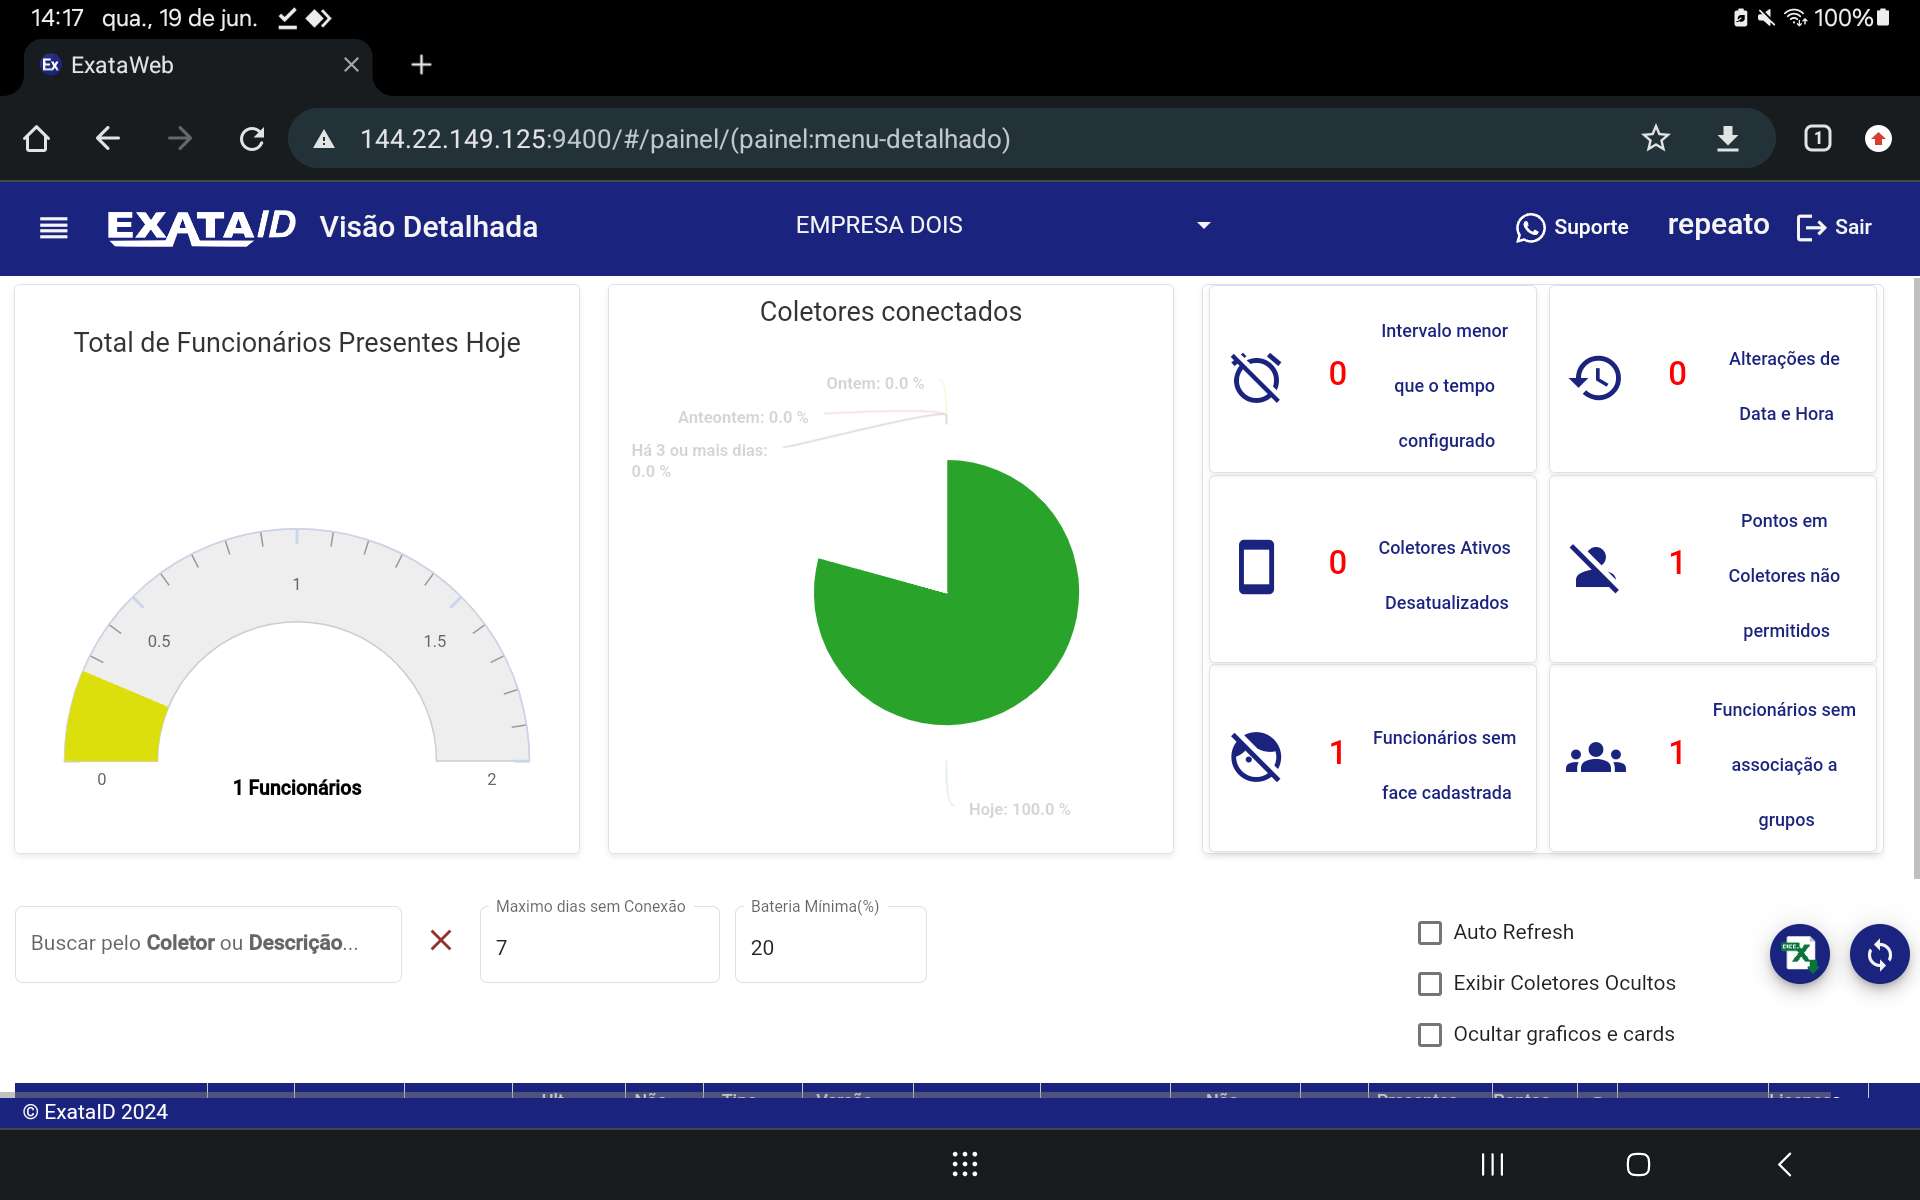 14:17 qua., 19 de jun.
100%
Ex ExataWeb
144.22.149.125:9400/#/painel/(painel:menu-detalhado)
1
EXATAID Visão Detalhada
EMPRESA DOIS
Suporte
repeato
Sair
Total de Funcionários Presentes Hoje
0
0.5
1
1.5
2
1 Funcionários
Coletores conectados
Ontem: 0.0 %
Anteontem: 0.0 %
Há 3 ou mais dias:
0.0 %
Hoje: 100.0 %
0
Intervalo menor
que o tempo
configurado
0
Alterações de
Data e Hora
0
Coletores Ativos
Desatualizados
1
Pontos em
Coletores não
permitidos
1
Funcionários sem
face cadastrada
1
Funcionários sem
associação a
grupos
Buscar pelo Coletor ou Descrição...
Maximo dias sem Conexão
7
Bateria Mínima(%)
20
Auto Refresh
Exibir Coletores Ocultos
Ocultar graficos e cards
© ExataID 2024